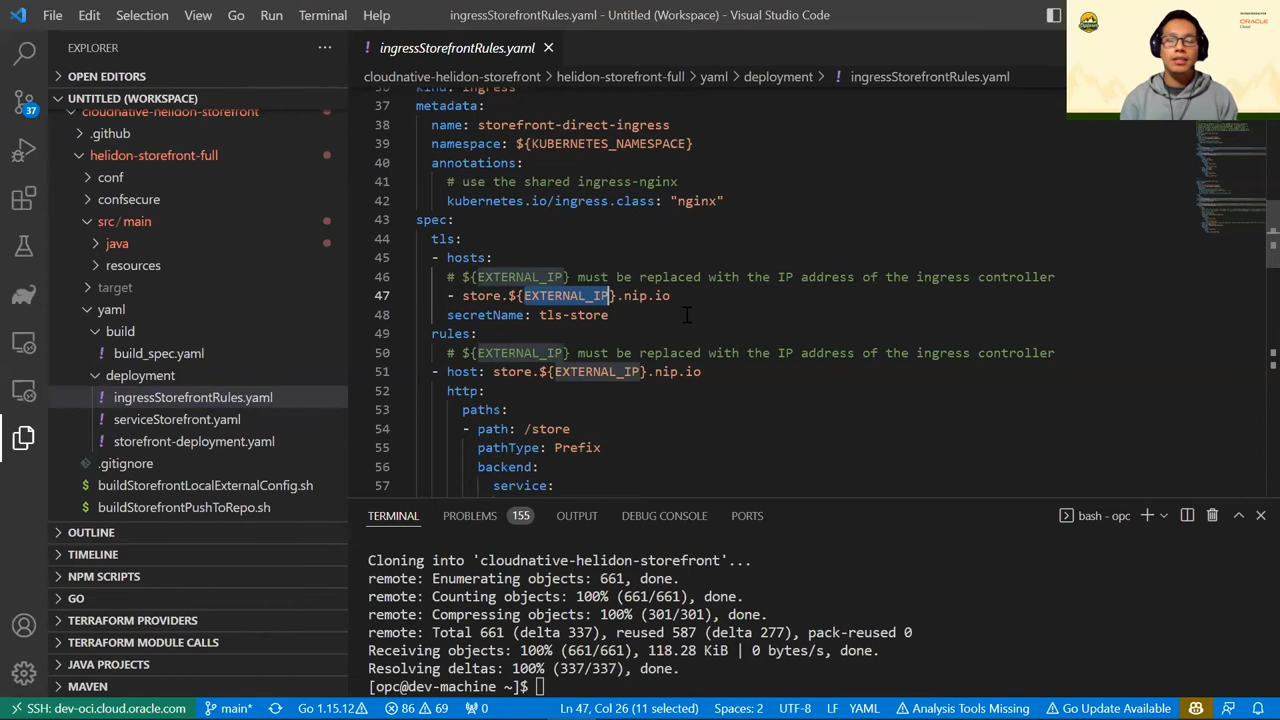 File Edit Selection View Go Run Terminal Help
ingressStorefrontRules.yaml - Untitled (Workspace) - Visual Studio Code
ORACLE
Cloud
EXPLORER
OPEN EDITORS
UNTITLED (WORKSPACE)
cloudnative-helidon-storefront
.github
helidon-storefront-full
conf
confsecure
src / main
java
resources
target
yaml
build
build_spec.yaml
deployment
ingressStorefrontRules.yaml
serviceStorefront.yaml
storefront-deployment.yaml
.gitignore
buildStorefrontLocalExternalConfig.sh
buildStorefrontPushToRepo.sh
OUTLINE
TIMELINE
NPM SCRIPTS
GO
TERRAFORM PROVIDERS
TERRAFORM MODULE CALLS
JAVA PROJECTS
MAVEN
37
ingressStorefrontRules.yaml
cloudnative-helidon-storefront > helidon-storefront-full > yaml > deployment > ingressStorefrontRules.yaml
36 kind: Ingress
37 metadata:
38 name: storefront-direct-ingress
39 namespace: ${KUBERNETES_NAMESPACE}
40 annotations:
41 # use the shared ingress-nginx
42 kubernetes.io/ingress.class: "nginx"
43 spec:
44 tls:
45 - hosts:
46 # ${EXTERNAL_IP} must be replaced with the IP address of the ingress controller
47 - store.${EXTERNAL_IP}.nip.io
48 secretName: tls-store
49 rules:
50 # ${EXTERNAL_IP} must be replaced with the IP address of the ingress controller
51 - host: store.${EXTERNAL_IP}.nip.io
52 http:
53 paths:
54 - path: /store
55 pathType: Prefix
56 backend:
57 service:
TERMINAL PROBLEMS 155 OUTPUT DEBUG CONSOLE PORTS
bash - opc
Cloning into 'cloudnative-helidon-storefront'...
remote: Enumerating objects: 661, done.
remote: Counting objects: 100% (661/661), done.
remote: Compressing objects: 100% (301/301), done.
remote: Total 661 (delta 337), reused 587 (delta 277), pack-reused 0
Receiving objects: 100% (661/661), 118.28 KiB | 0 bytes/s, done.
Resolving deltas: 100% (337/337), done.
[opc@dev-machine ~]$
SSH: dev-oci.cloud.oracle.com main* Go 1.15.12 86 69 0 Ln 47, Col 26 (11 selected) Spaces: 2 UTF-8 LF YAML Analysis Tools Missing Go Update Available